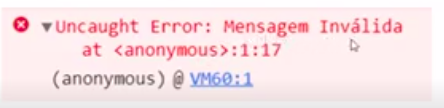 Uncaught Error: Mensagem Inválida
at <anonymous>:1:17
(anonymous) @ VM60:1